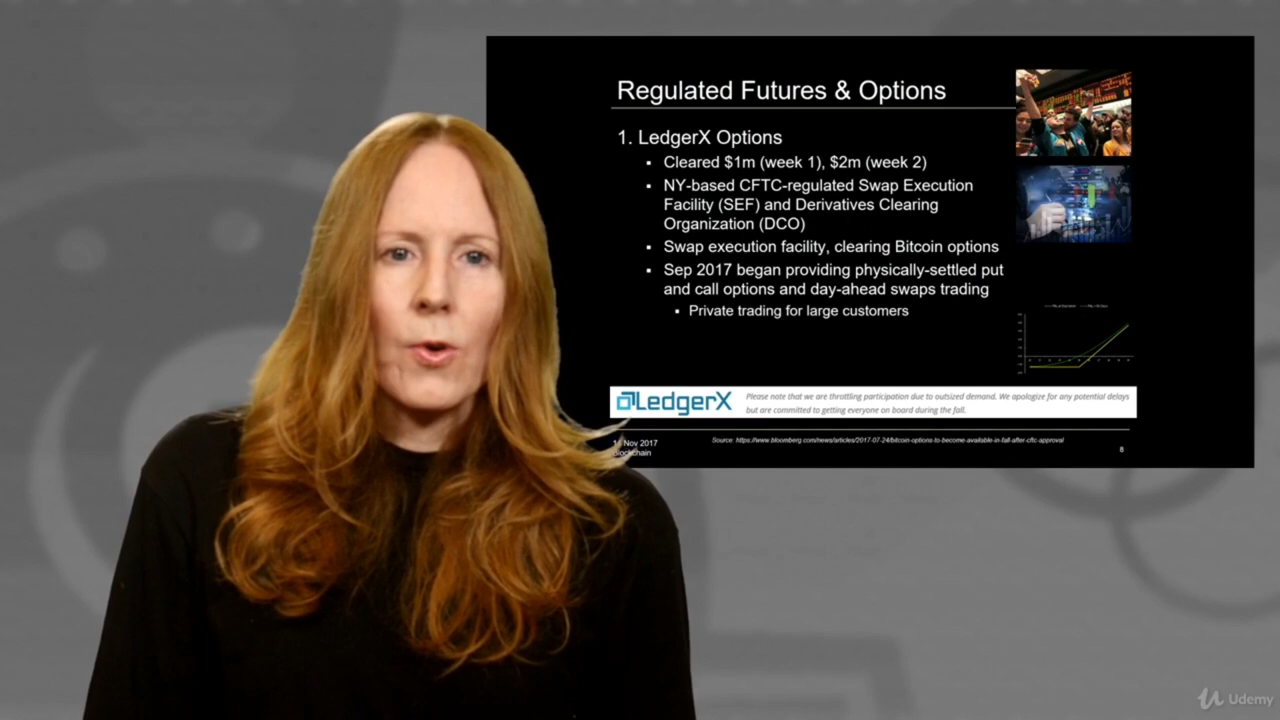 Regulated Futures & Options
1. LedgerX Options
▪ Cleared $1m (week 1), $2m (week 2)
▪ NY-based CFTC-regulated Swap Execution
Facility (SEF) and Derivatives Clearing
Organization (DCO)
▪ Swap execution facility, clearing Bitcoin options
▪ Sep 2017 began providing physically-settled put
and call options and day-ahead swaps trading
▪ Private trading for large customers
LedgerX
Please note that we are throttling participation due to outsized demand. We apologize for any potential delays
but are committed to getting everyone on board during the fall.
Nov 2017
Blockchain
Source: https://www.bloomberg.com/news/articles/2017-07-24/bitcoin-options-to-become-available-in-fall-after-cftc-approval
8
Udemy